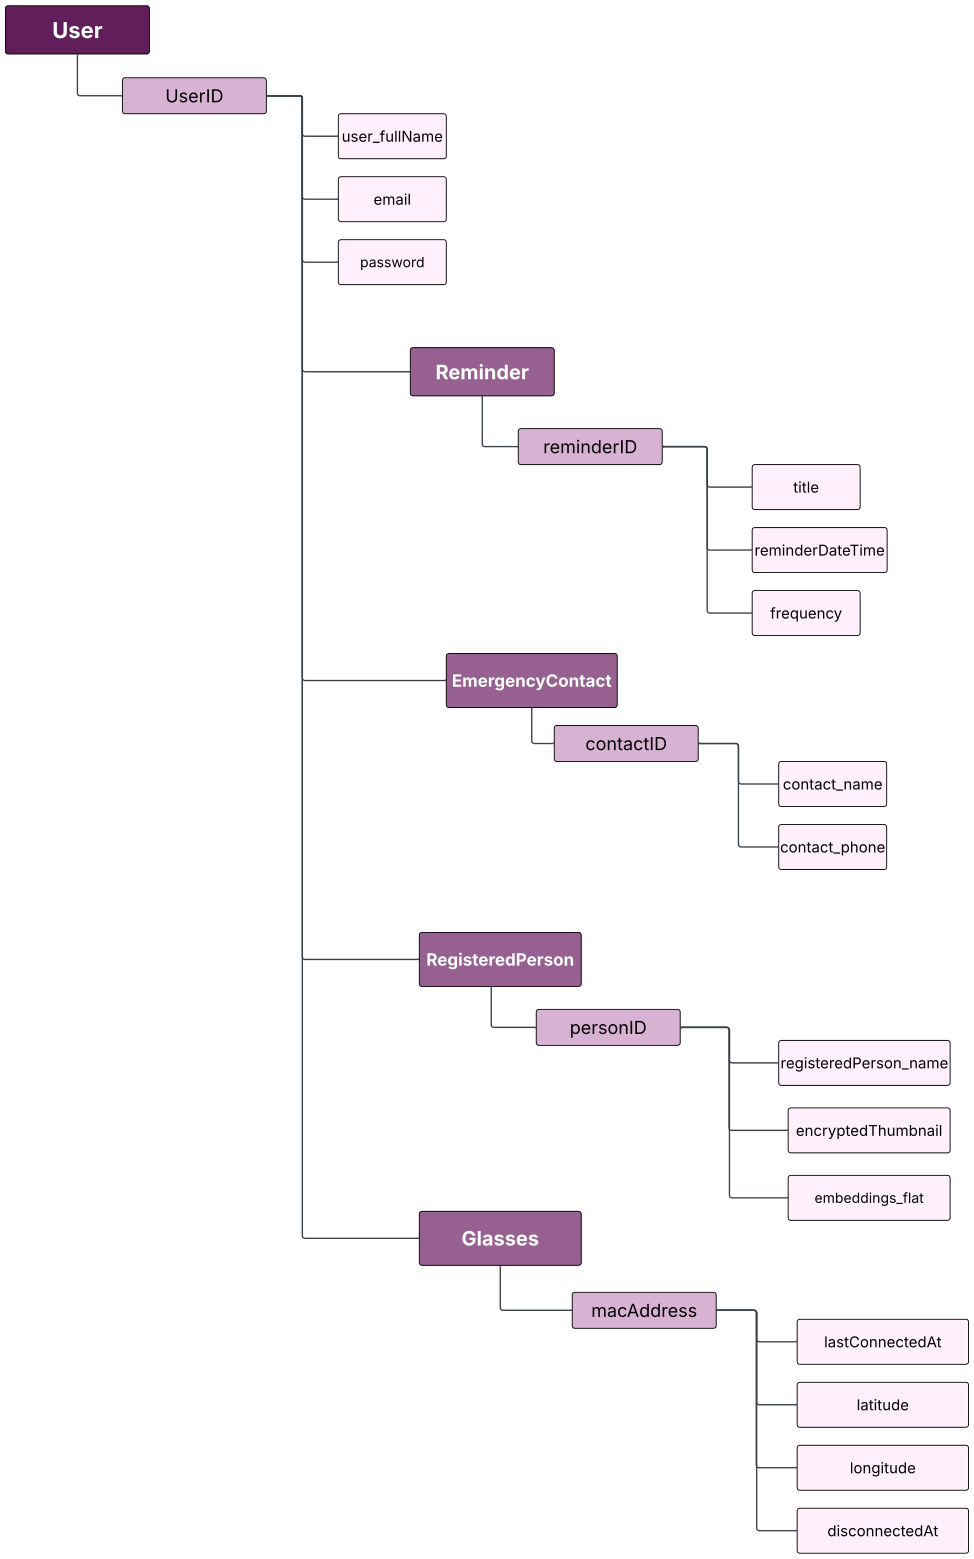 User
UserID
user_fullName
email
password
Reminder
reminderID
title
reminderDateTime
frequency
EmergencyContact
contactID
contact_name
contact_phone
RegisteredPerson
personID
registeredPerson_name
encryptedThumbnail
embeddings_flat
Glasses
macAddress
lastConnectedAt
latitude
longitude
disconnectedAt